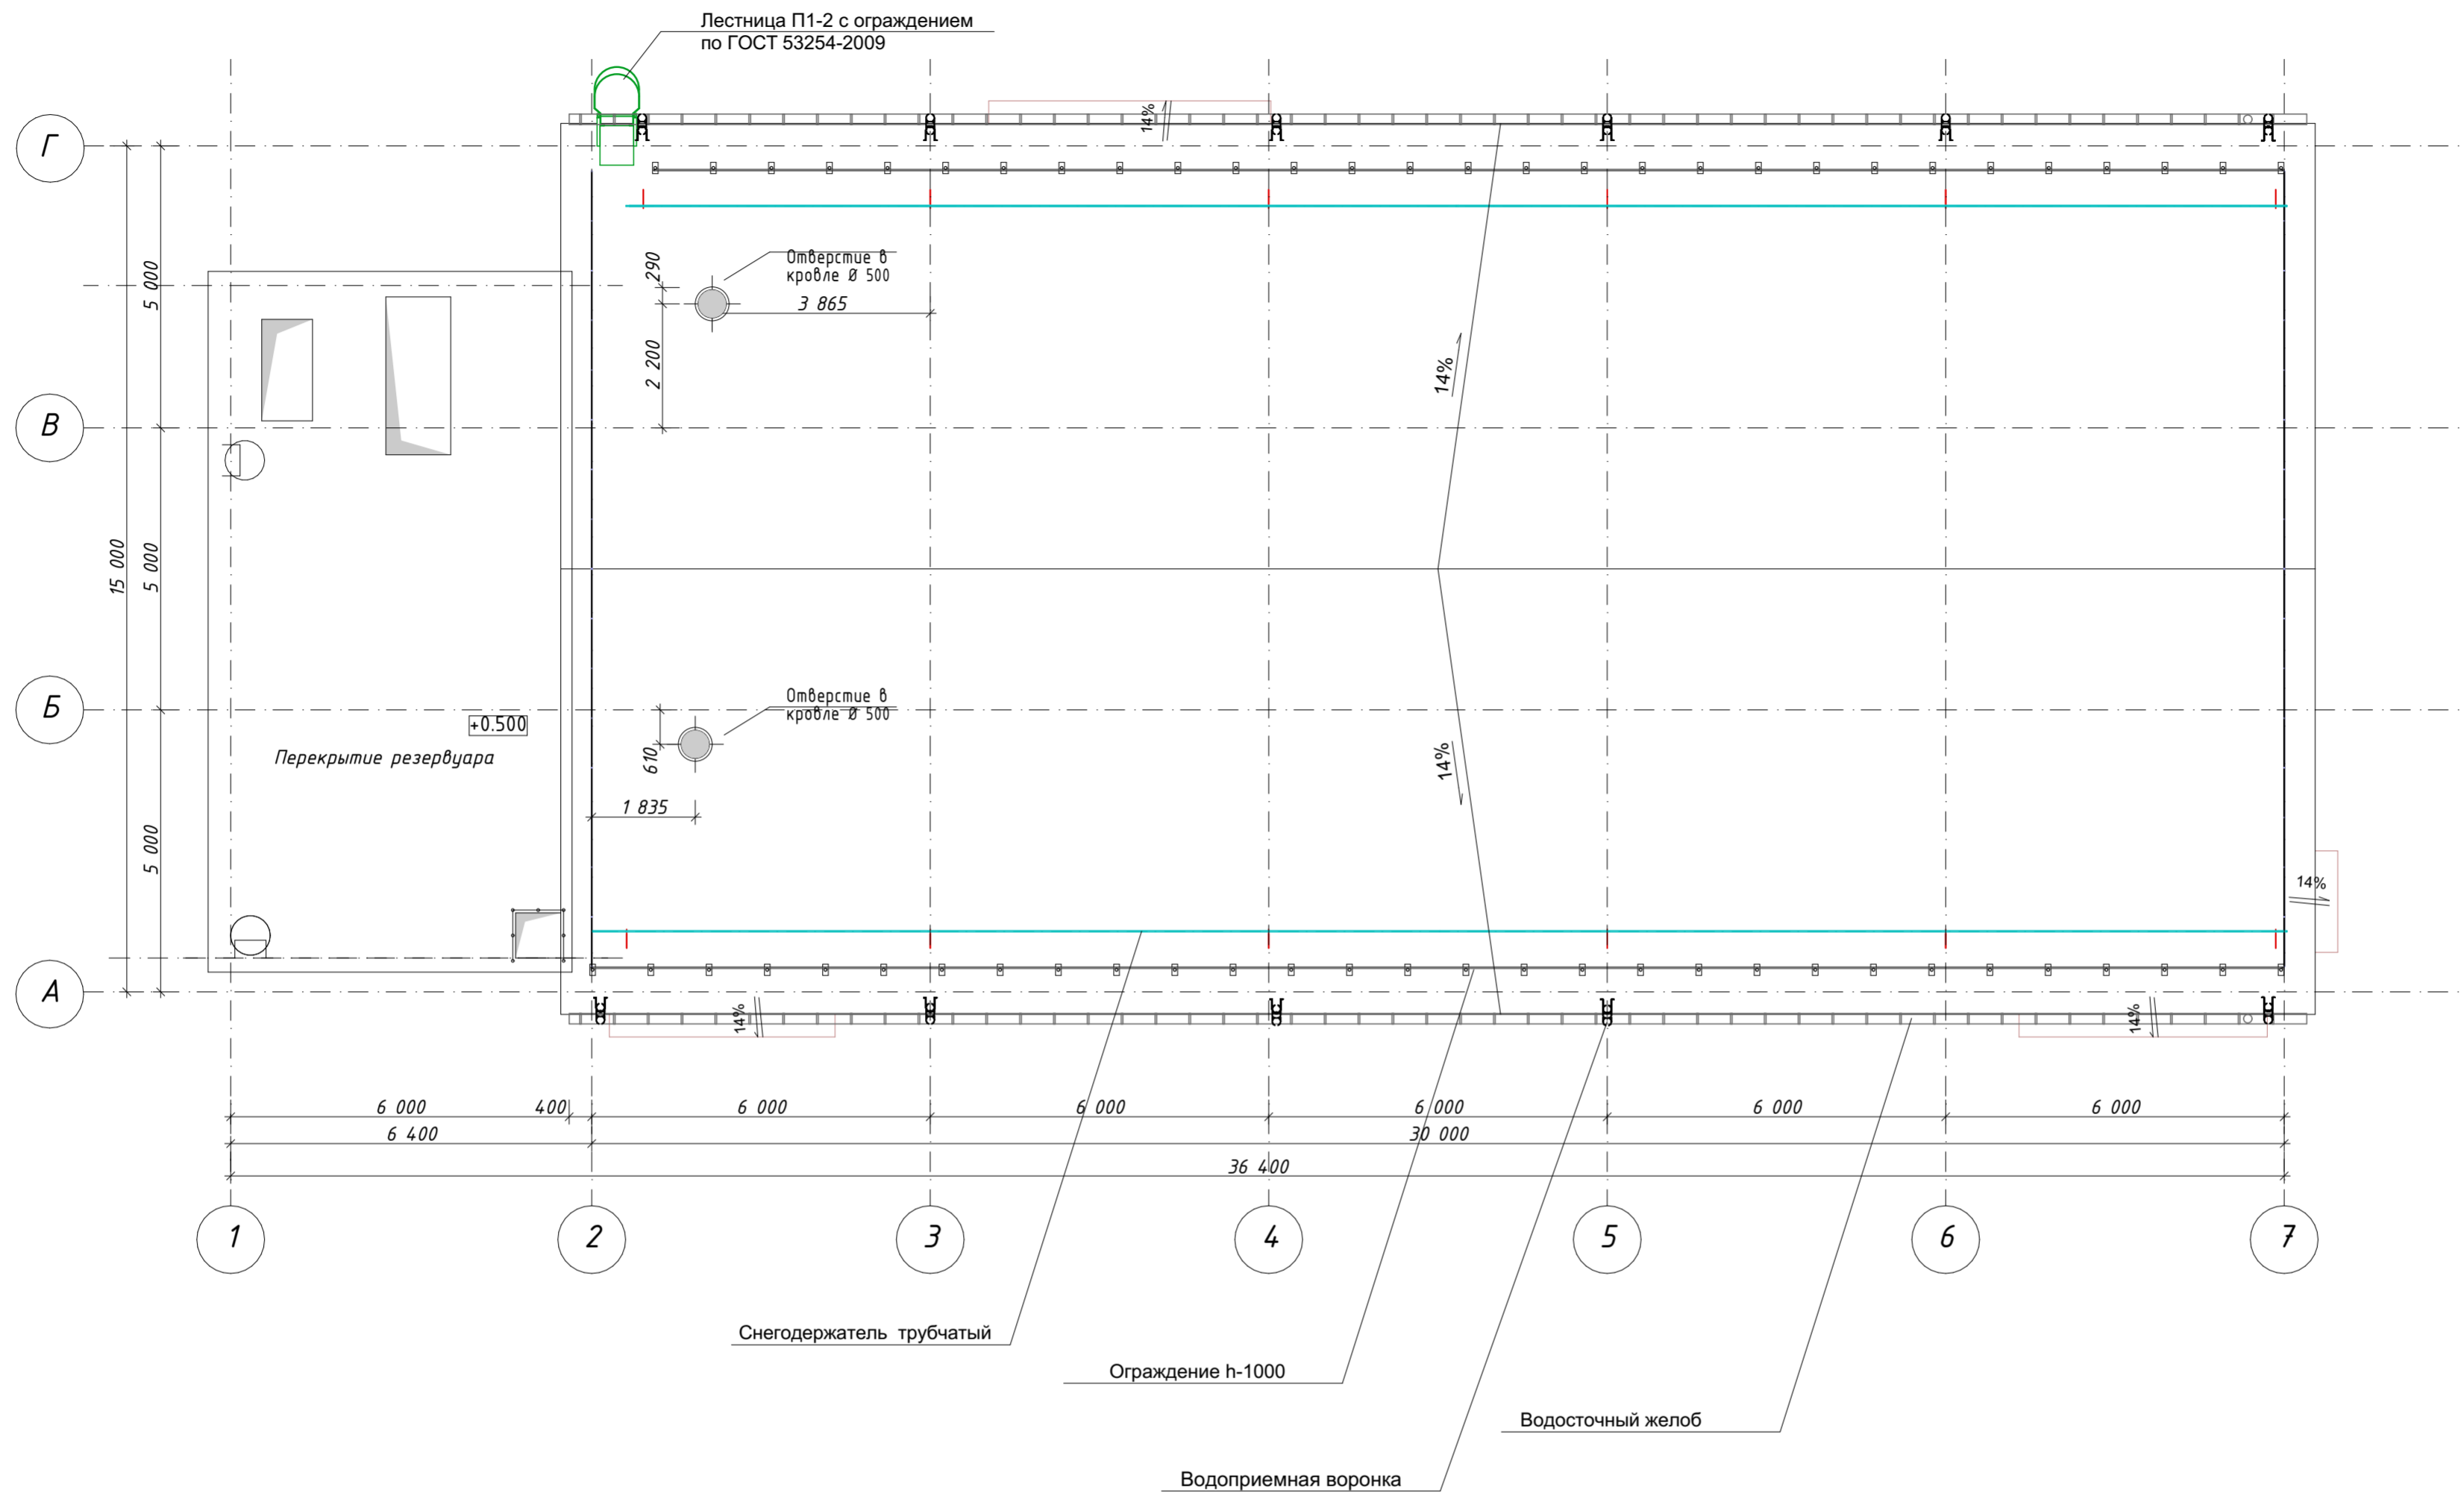 Лестница П1-2 с ограждением
по ГОСТ 53254-2009
14%
Г
290
Отверстие в
кровле Ø 500
3 865
5 000
2 200
14%
В
15 000
5 000
Б
+0.500
Перекрытие резервуара
Отверстие в
кровле Ø 500
610
14%
1 835
5 000
14%
А
14%
14%
6 000
400
6 000
6 000
6 000
6 000
6 000
6 400
30 000
36 400
1
2
3
4
5
6
7
Снегодержатель трубчатый
Ограждение h-1000
Водосточный желоб
Водоприемная воронка